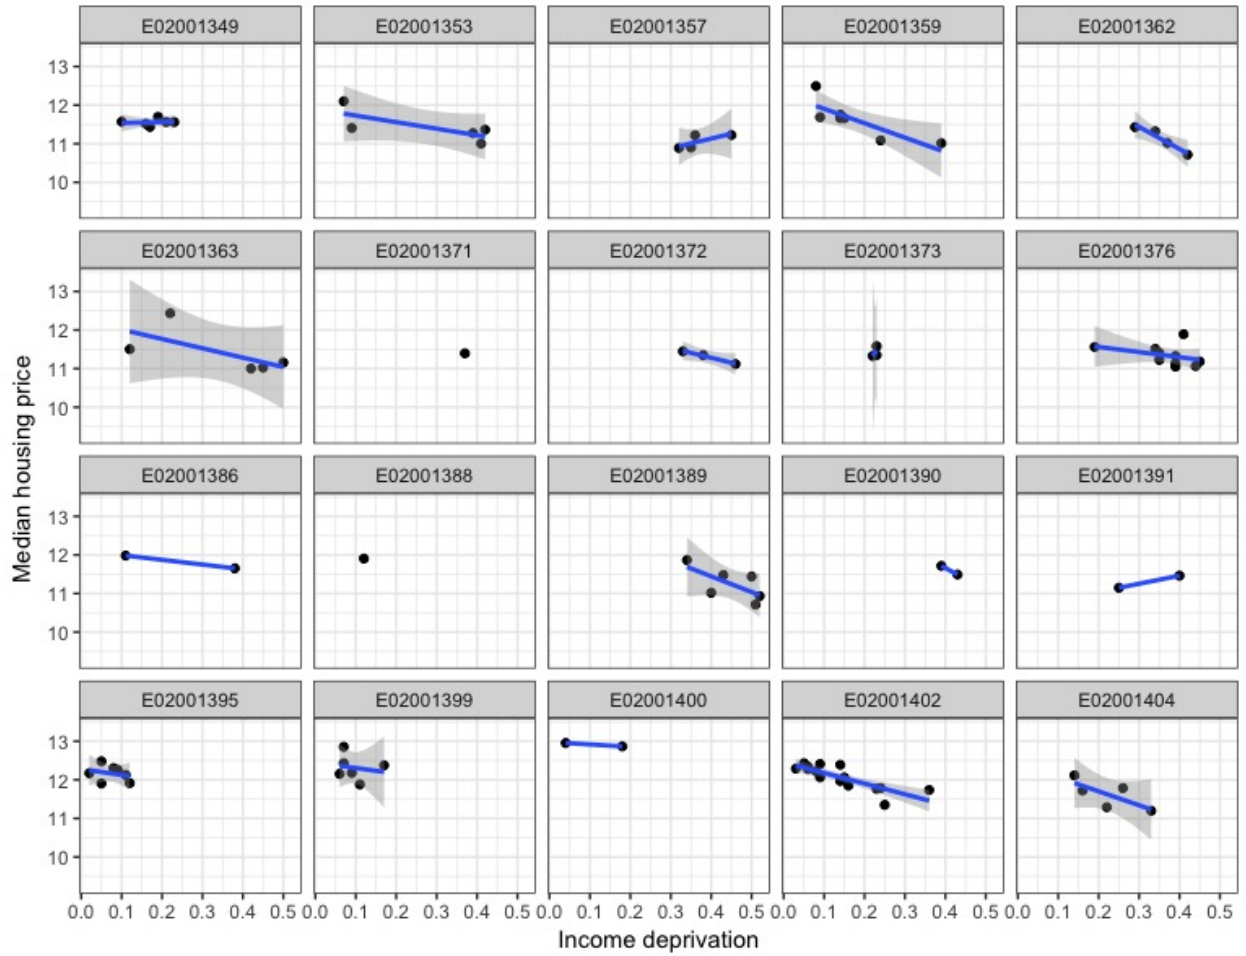 E02001349 E02001353 E02001357 E02001359 E02001362
13
12
11
10
E02001363 E02001371 E02001372 E02001373 E02001376
13
12
11
10
Median housing price
E02001386 E02001388 E02001389 E02001390 E02001391
13
12
11
10
E02001395 E02001399 E02001400 E02001402 E02001404
13
12
11
10
0.0 0.1 0.2 0.3 0.4 0.5 0.0 0.1 0.2 0.3 0.4 0.5 0.0 0.1 0.2 0.3 0.4 0.5 0.0 0.1 0.2 0.3 0.4 0.5 0.0 0.1 0.2 0.3 0.4 0.5
Income deprivation